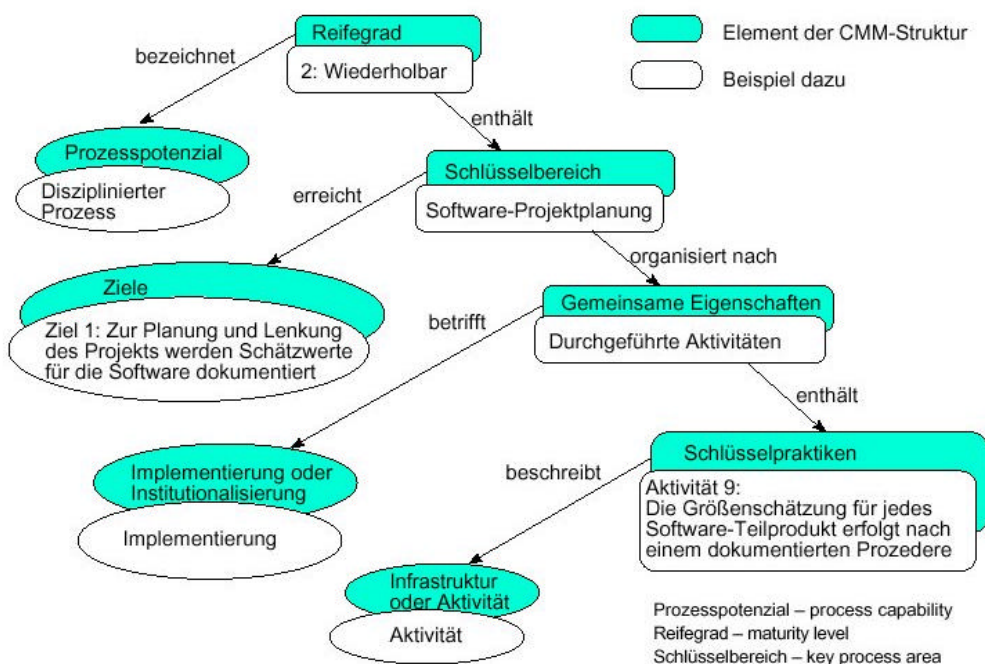 Reifegrad
2: Wiederholbar
Element der CMM-Struktur
Beispiel dazu
bezeichnet
enthält
Prozesspotenzial
Disziplinierter
Prozess
Schlüsselbereich
Software-Projektplanung
erreicht
organisiert nach
Ziele
Ziel 1: Zur Planung und Lenkung
des Projekts werden Schätzwerte
für die Software dokumentiert
Gemeinsame Eigenschaften
Durchgeführte Aktivitäten
betrifft
enthält
Implementierung oder
Institutionalisierung
Implementierung
beschreibt
Schlüsselpraktiken
Aktivität 9:
Die Größenschätzung für jedes
Software-Teilprodukt erfolgt nach
einem dokumentierten Prozedere
Infrastruktur
oder Aktivität
Aktivität
Prozesspotenzial – process capability
Reifegrad – maturity level
Schlüsselbereich – key process area